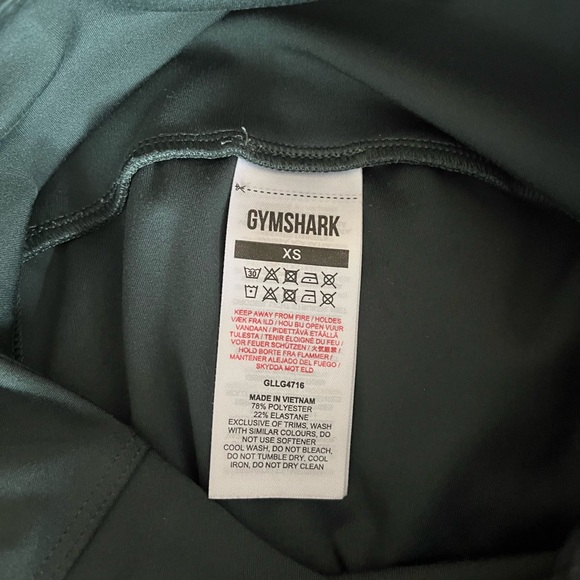 GYMSHARK
XS
30
KEEP AWAY FROM FIRE / HOLDES
VÆK FRA ILD / HOU BIJ OPEN VUUR
VANDAAN / PIDETTÄVÄ ETÄÄLLÄ
TULESTA / TENIR ÉLOIGNÉ DU FEU /
VOR FEUER SCHÜTZEN / 火気厳禁 /
HOLD BORTE FRA FLAMMER /
MANTENER ALEJADO DEL FUEGO /
SKYDDA MOT ELD.
GLLG4716
MADE IN VIETNAM
78% POLYESTER
22% ELASTANE
EXCLUSIVE OF TRIMS, WASH
WITH SIMILAR COLOURS, DO
NOT USE SOFTENER
COOL WASH, DO NOT BLEACH,
DO NOT TUMBLE DRY, COOL
IRON, DO NOT DRY CLEAN